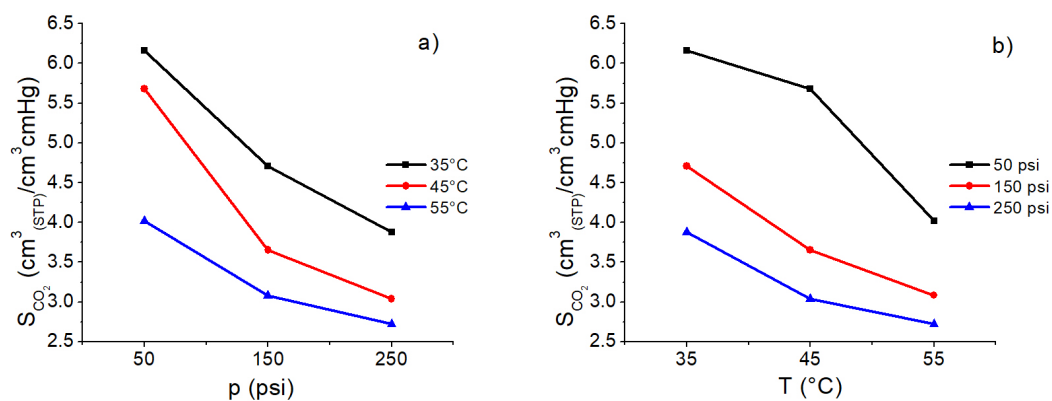 a)
6.5
6.0
5.5
5.0
4.5
4.0
3.5
3.0
2.5
S_CO₂ (cm³_(STP)/cm³cmHg)
35°C
45°C
55°C
50 150 250
p (psi)
b)
6.5
6.0
5.5
5.0
4.5
4.0
3.5
3.0
2.5
S_CO₂ (cm³_(STP)/cm³cmHg)
50 psi
150 psi
250 psi
35 45 55
T (°C)